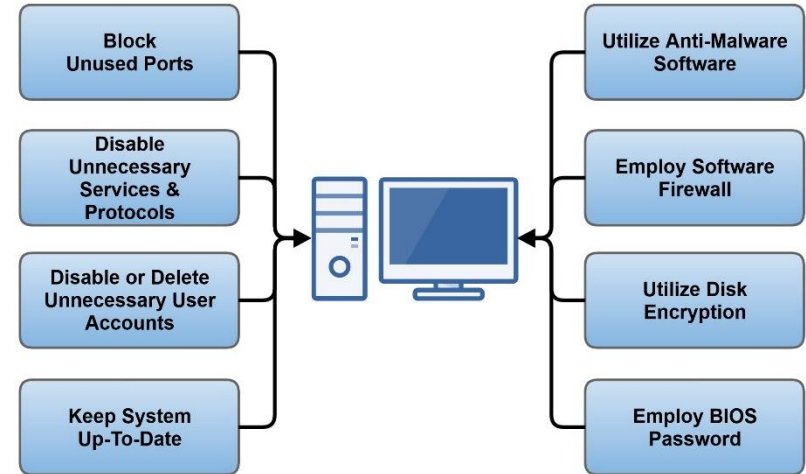 Block
Unused Ports
Disable
Unnecessary
Services &
Protocols
Disable or Delete
Unnecessary User
Accounts
Keep System
Up-To-Date
Utilize Anti-Malware
Software
Employ Software
Firewall
Utilize Disk
Encryption
Employ BIOS
Password